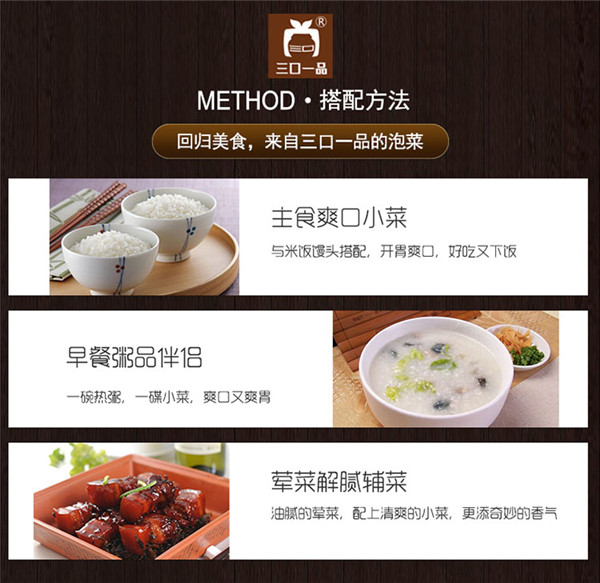 ®
三口一品
METHOD·搭配方法
回归美食，来自三口一品的泡菜
主食爽口小菜
与米饭馒头搭配，开胃爽口，好吃又下饭
早餐粥品伴侣
一碗热粥，一碟小菜，爽口又爽胃
荤菜解腻辅菜
油腻的荤菜，配上清爽的小菜，更添奇妙的香气